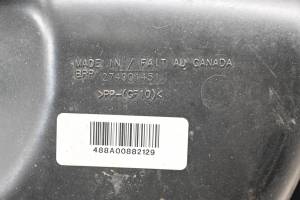 MADE IN / FAIT AU CANADA
BRP 274001451
>PP-(GF10)<
488A00882129